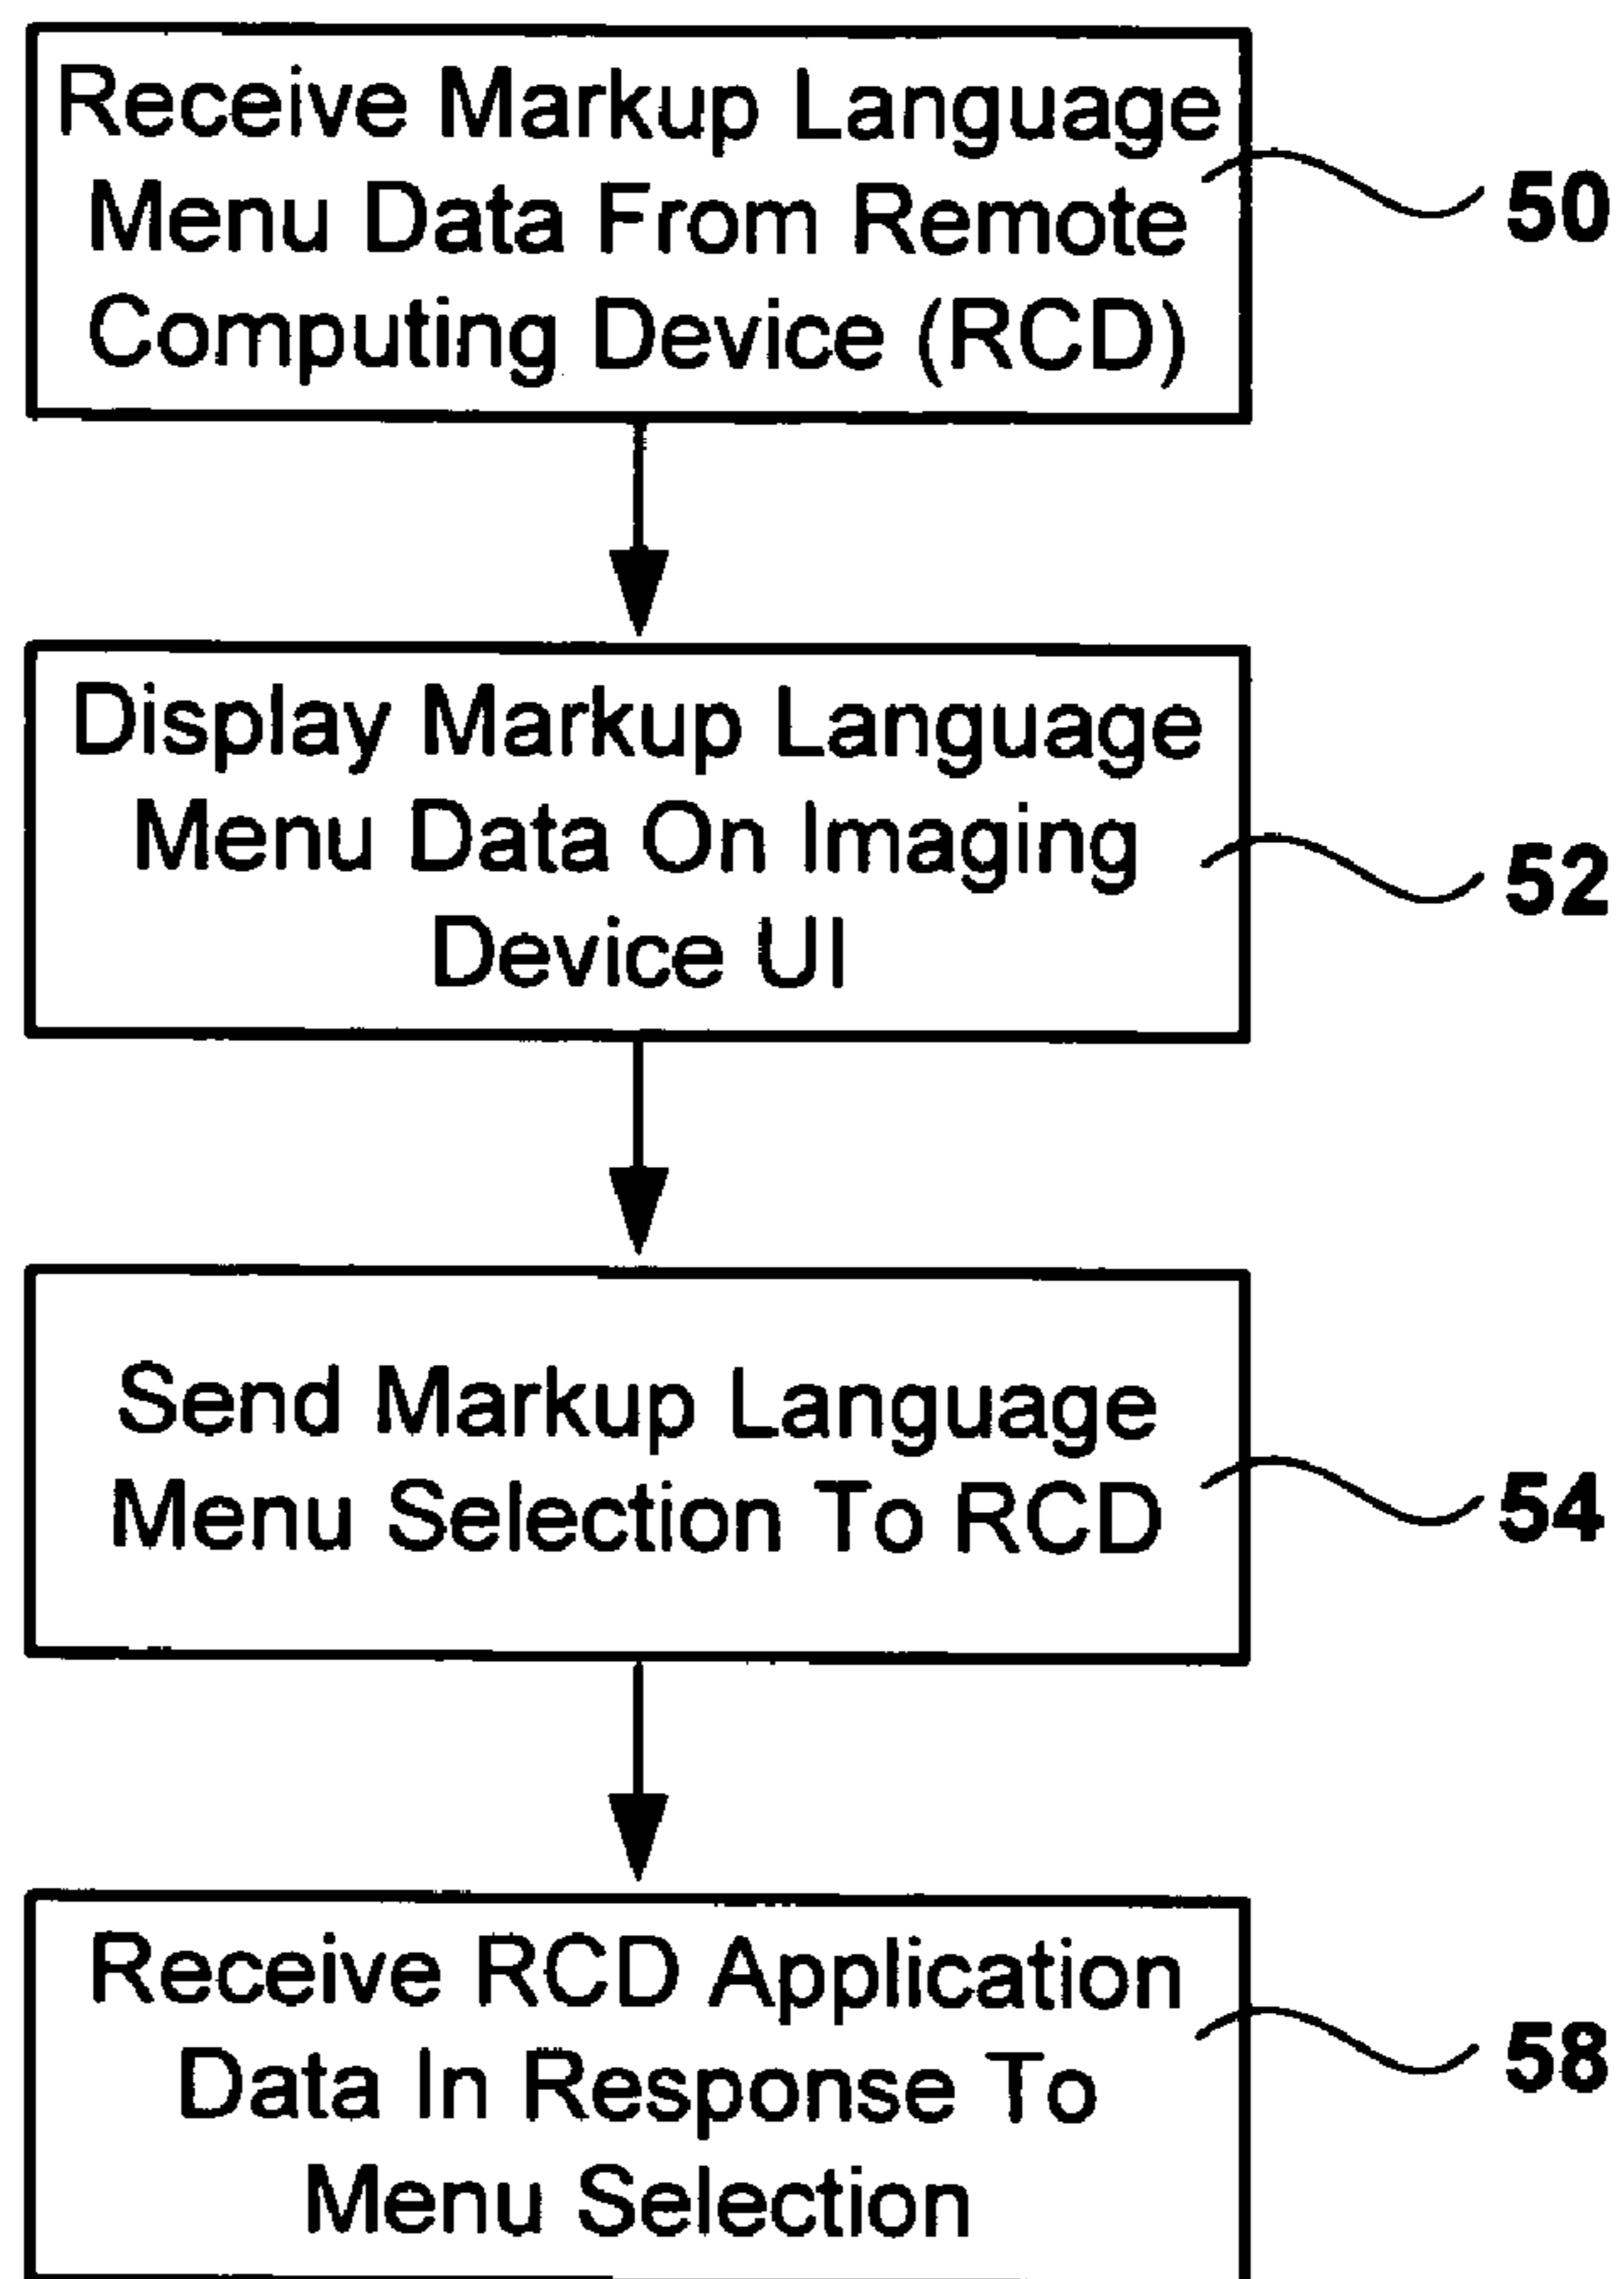 Receive Markup Language
Menu Data From Remote
Computing Device (RCD)
50
Display Markup Language
Menu Data On Imaging
Device UI
52
Send Markup Language
Menu Selection To RCD
54
Receive RCD Application
Data In Response To
Menu Selection
58